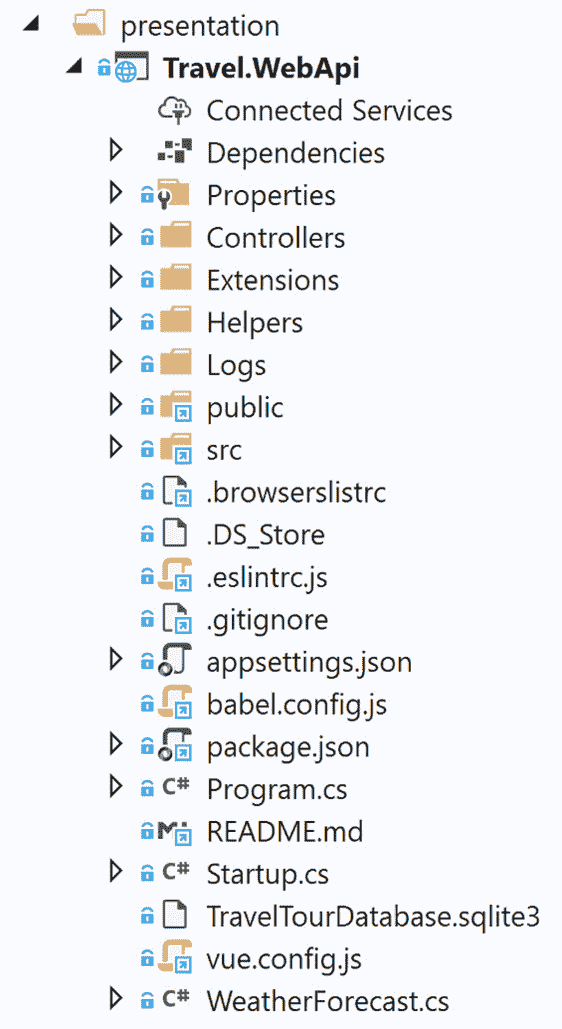 presentation
Travel.WebApi
Connected Services
Dependencies
Properties
Controllers
Extensions
Helpers
Logs
public
src
.browserslistrc
.DS_Store
.eslintrc.js
.gitignore
appsettings.json
babel.config.js
package.json
C# Program.cs
README.md
C# Startup.cs
TravelTourDatabase.sqlite3
vue.config.js
C# WeatherForecast.cs